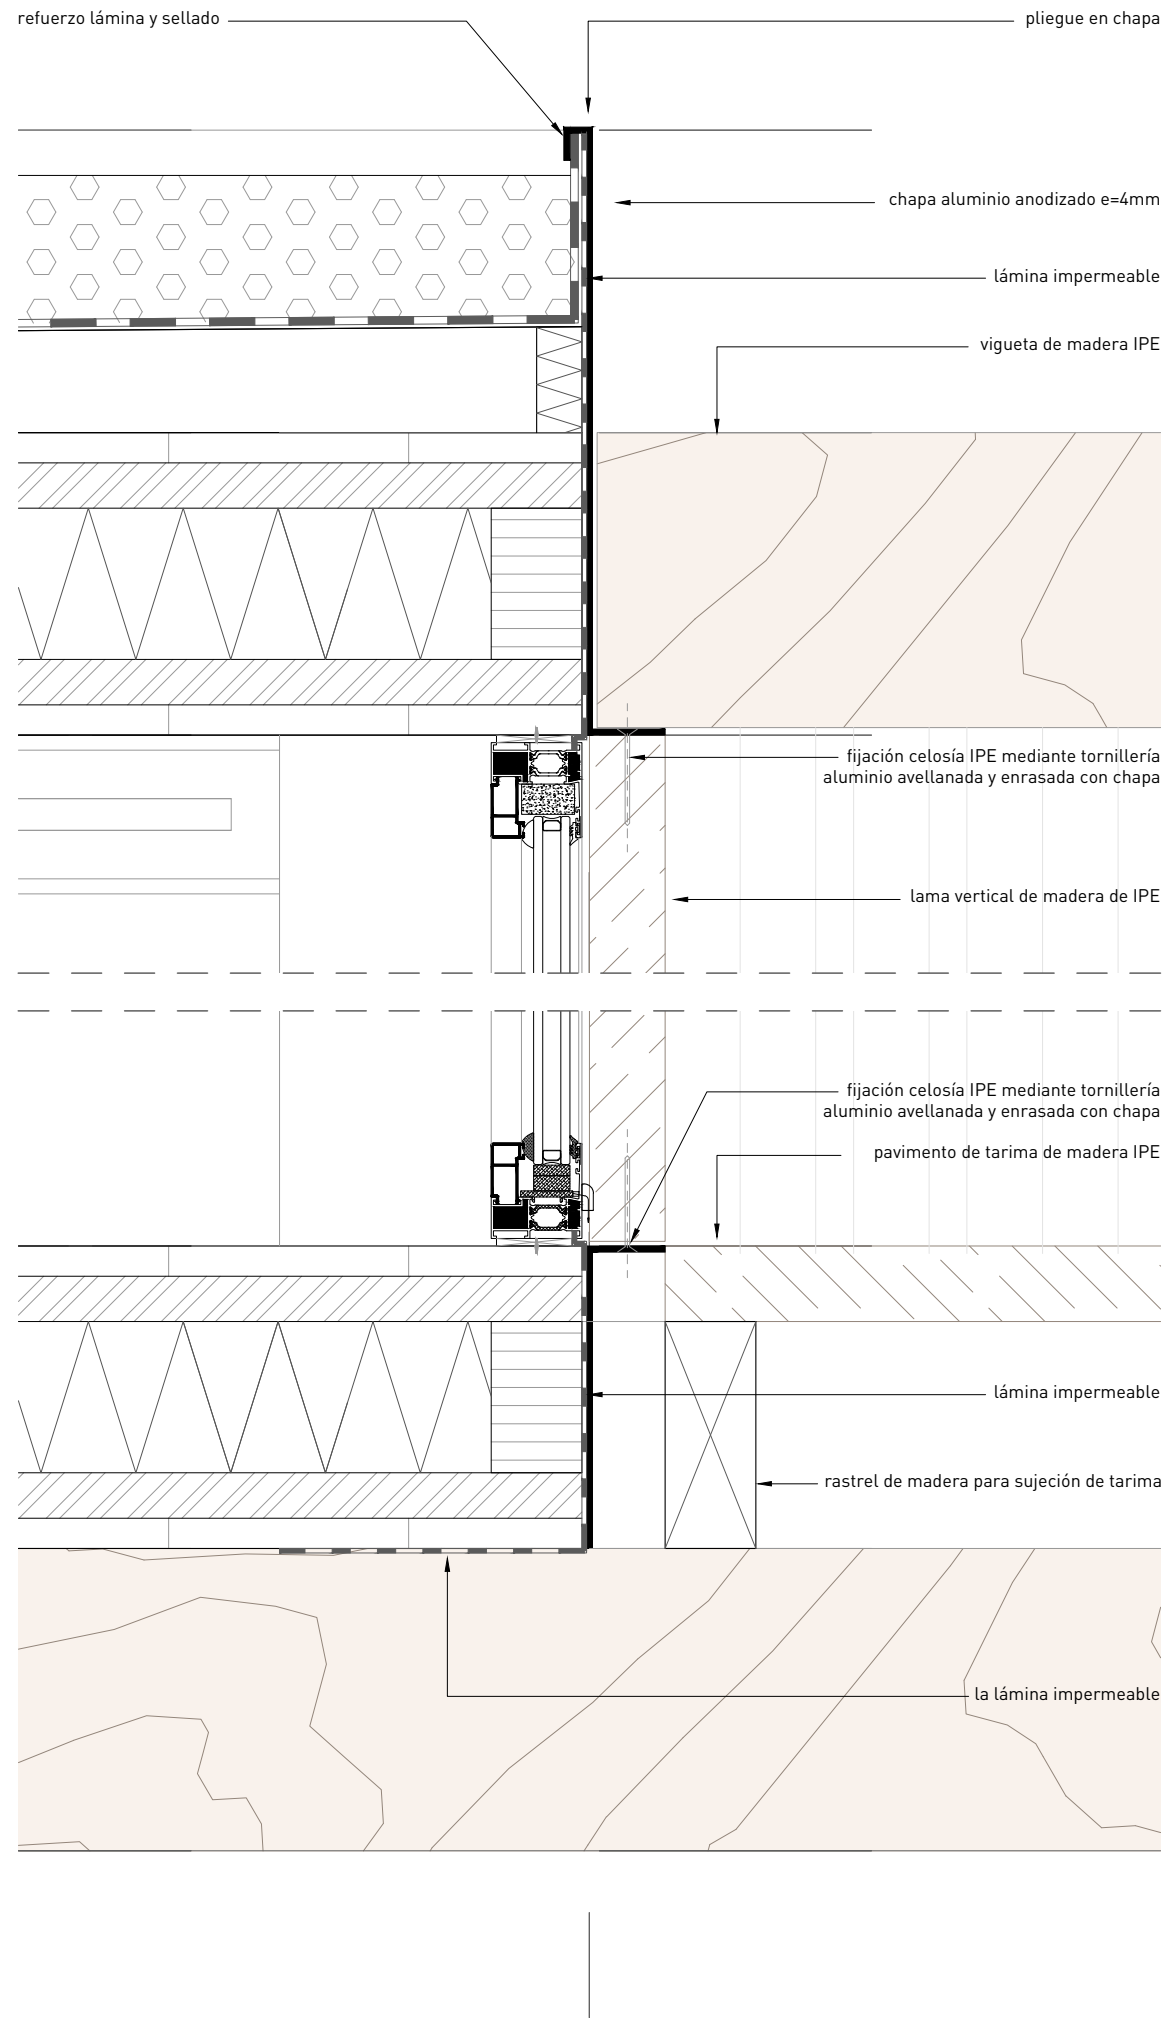 refuerzo lámina y sellado
pliegue en chapa
chapa aluminio anodizado e=4mm
lámina impermeable
vigueta de madera IPE
fijación celosía IPE mediante tornillería
aluminio avellanada y enrasada con chapa
lama vertical de madera de IPE
fijación celosía IPE mediante tornillería
aluminio avellanada y enrasada con chapa
pavimento de tarima de madera IPE
lámina impermeable
rastrel de madera para sujeción de tarima
la lámina impermeable